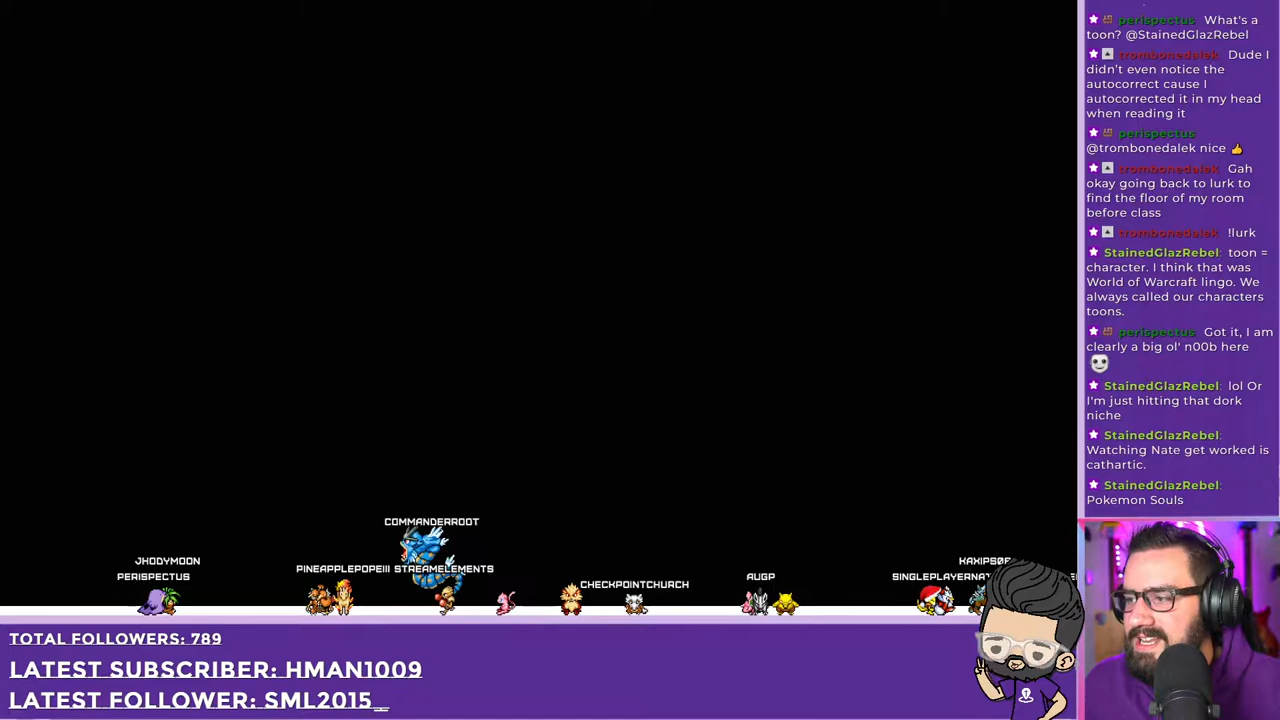 perispectus What's a
toon? @StainedGlazRebel
trombonedalek Dude I
didn't even notice the
autocorrect cause I
autocorrected it in my head
when reading it
perispectus
@trombonedalek nice 👍
trombonedalek Gah
okay going back to lurk to
find the floor of my room
before class
trombonedalek !lurk
StainedGlazRebel: toon =
character. I think that was
World of Warcraft lingo. We
always called our characters
toons.
perispectus Got it, I am
clearly a big ol' n00b here
StainedGlazRebel: lol Or
I'm just hitting that dork
niche
StainedGlazRebel:
Watching Nate get worked is
cathartic.
StainedGlazRebel:
Pokemon Souls
COMMANDERROOT
JHODYMOON
PERISPECTUS
PINEAPPLEPOPEIII STREAMELEMENTS
CHECKPOINTCHURCH
AUGP
TOTAL FOLLOWERS: 789
LATEST SUBSCRIBER: HMAN1009
LATEST FOLLOWER: SML2015_